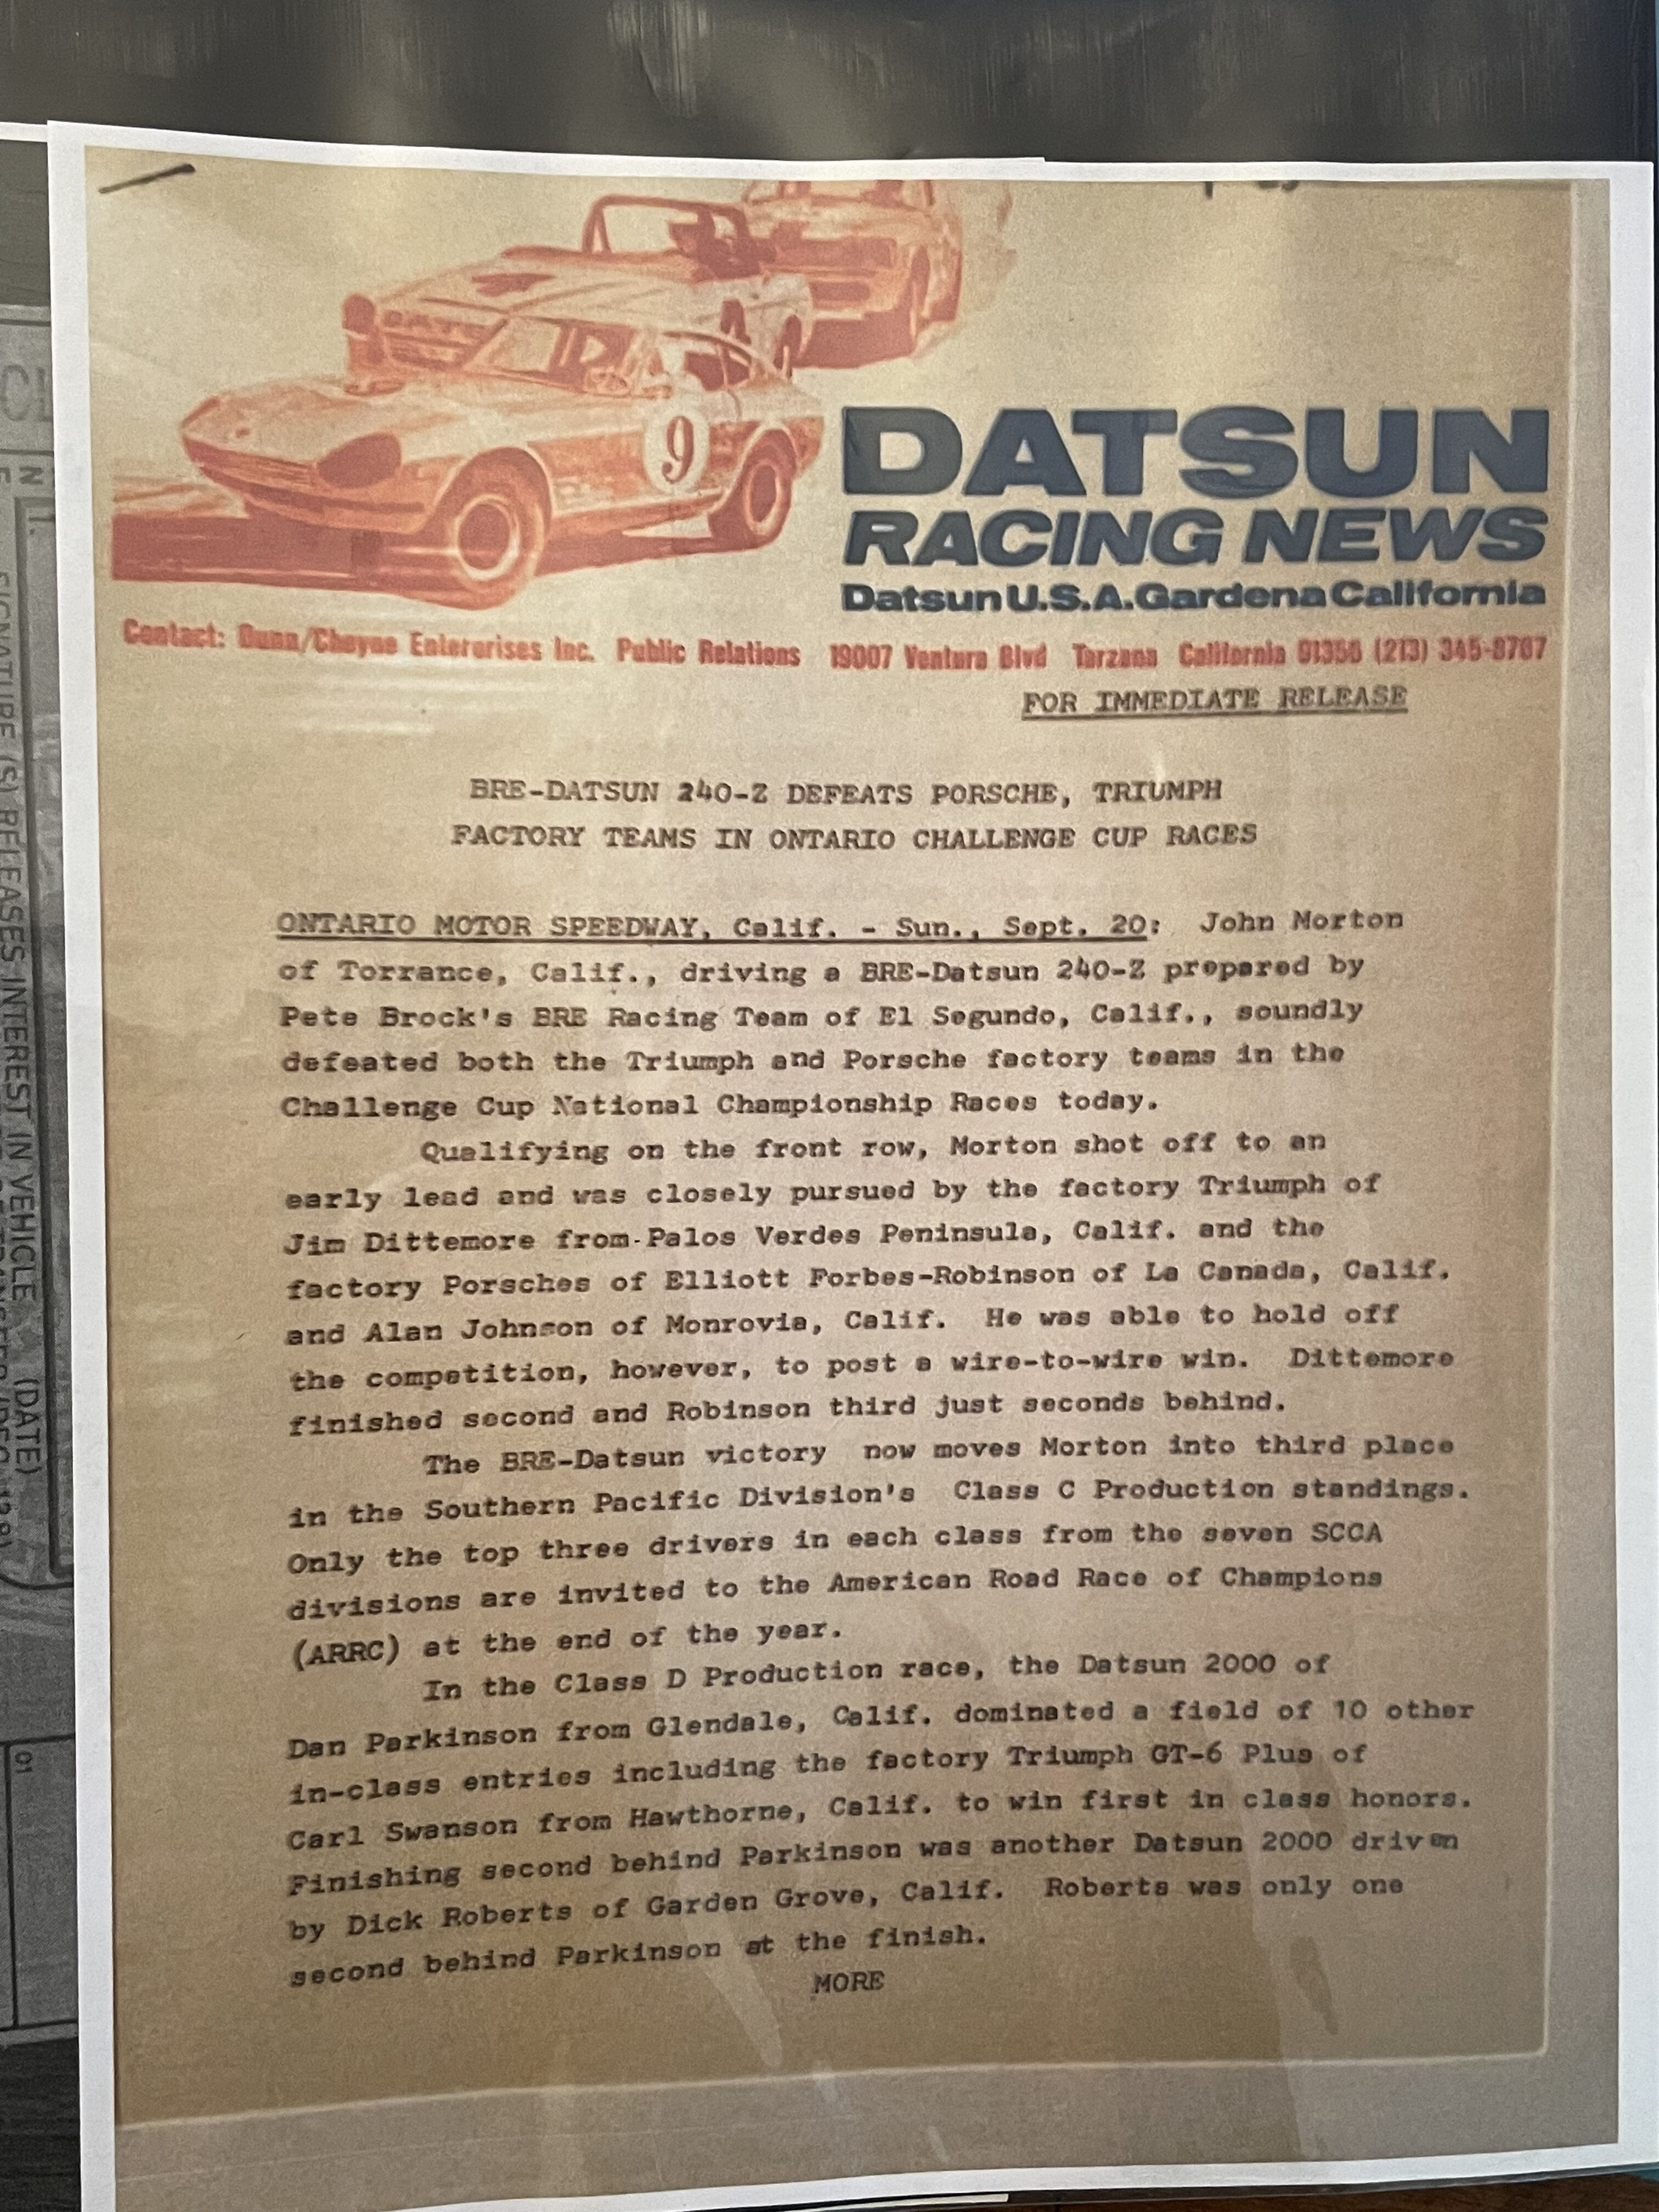 9
DATSUN
RACING NEWS
Datsun U.S.A. Gardena California
Contact: Dunn/Cheyne Enterprises Inc. Public Relations 19007 Ventura Blvd Tarzana California 91356 (213) 345-8767
FOR IMMEDIATE RELEASE
BRE-DATSUN 240-Z DEFEATS PORSCHE, TRIUMPH
FACTORY TEAMS IN ONTARIO CHALLENGE CUP RACES
ONTARIO MOTOR SPEEDWAY, Calif. - Sun., Sept. 20: John Morton
of Torrance, Calif., driving a BRE-Datsun 240-Z prepared by
Pete Brock's BRE Racing Team of El Segundo, Calif., soundly
defeated both the Triumph and Porsche factory teams in the
Challenge Cup National Championship Races today.
Qualifying on the front row, Morton shot off to an
early lead and was closely pursued by the factory Triumph of
Jim Dittemore from Palos Verdes Peninsula, Calif. and the
factory Porsches of Elliott Forbes-Robinson of La Canada, Calif.
and Alan Johnson of Monrovia, Calif. He was able to hold off
the competition, however, to post a wire-to-wire win. Dittemore
finished second and Robinson third just seconds behind.
The BRE-Datsun victory now moves Morton into third place
in the Southern Pacific Division's Class C Production standings.
Only the top three drivers in each class from the seven SCCA
divisions are invited to the American Road Race of Champions
(ARRC) at the end of the year.
In the Class D Production race, the Datsun 2000 of
Dan Parkinson from Glendale, Calif. dominated a field of 10 other
in-class entries including the factory Triumph GT-6 Plus of
Carl Swanson from Hawthorne, Calif. to win first in class honors.
Finishing second behind Parkinson was another Datsun 2000 driven
by Dick Roberts of Garden Grove, Calif. Roberts was only one
second behind Parkinson at the finish.
MORE
SIGNATURE (S) RELEASES INTEREST IN VEHICLE (DATE)
01